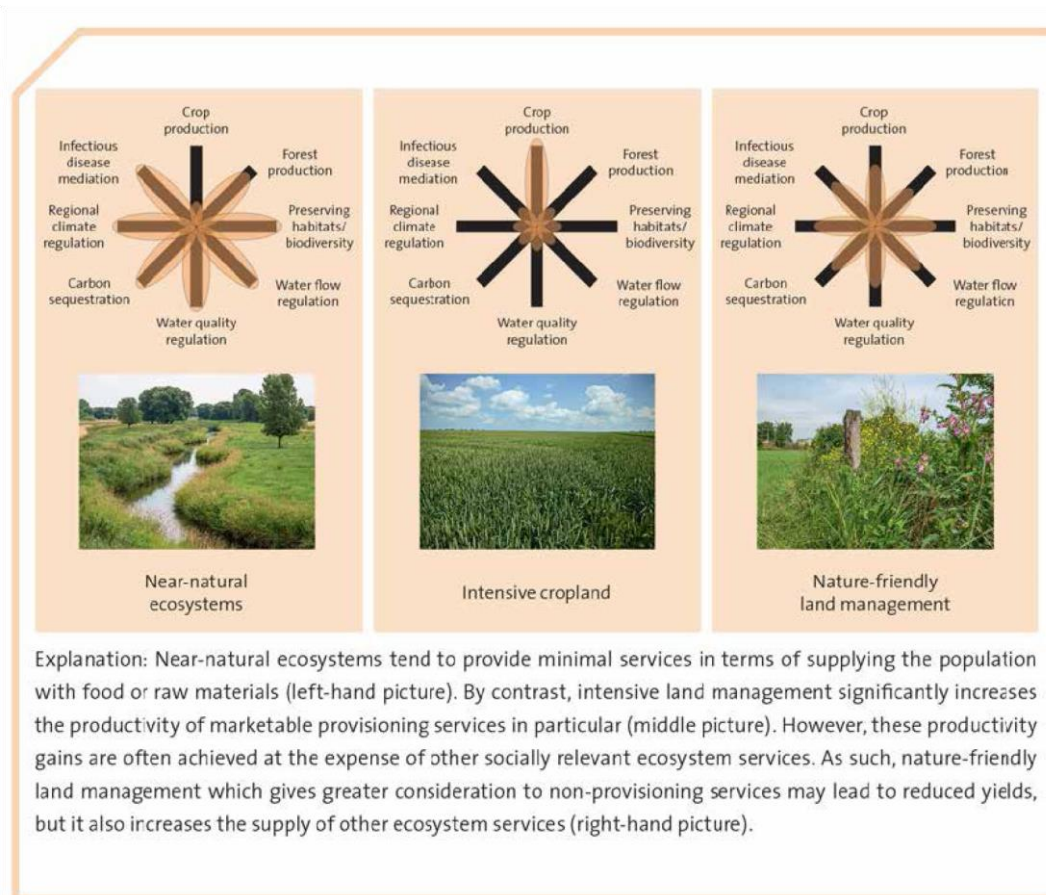 Crop
production
Infectious
disease
mediation
Forest
production
Regional
climate
regulation
Preserving
habitats/
biodiversity
Carbon
sequestration
Water flow
regulation
Water quality
regulation
Near-natural
ecosystems
Crop
production
Infectious
disease
mediation
Forest
production
Regional
climate
regulation
Preserving
habitats/
biodiversity
Carbon
sequestration
Water flow
regulation
Water quality
regulation
Intensive cropland
Crop
production
Infectious
disease
mediation
Forest
production
Regional
climate
regulation
Preserving
habitats/
biodiversity
Carbon
sequestration
Water flow
regulation
Water quality
regulation
Nature-friendly
land management
Explanation: Near-natural ecosystems tend to provide minimal services in terms of supplying the population
with food or raw materials (left-hand picture). By contrast, intensive land management significantly increases
the productivity of marketable provisioning services in particular (middle picture). However, these productivity
gains are often achieved at the expense of other socially relevant ecosystem services. As such, nature-friendly
land management which gives greater consideration to non-provisioning services may lead to reduced yields,
but it also increases the supply of other ecosystem services (right-hand picture).